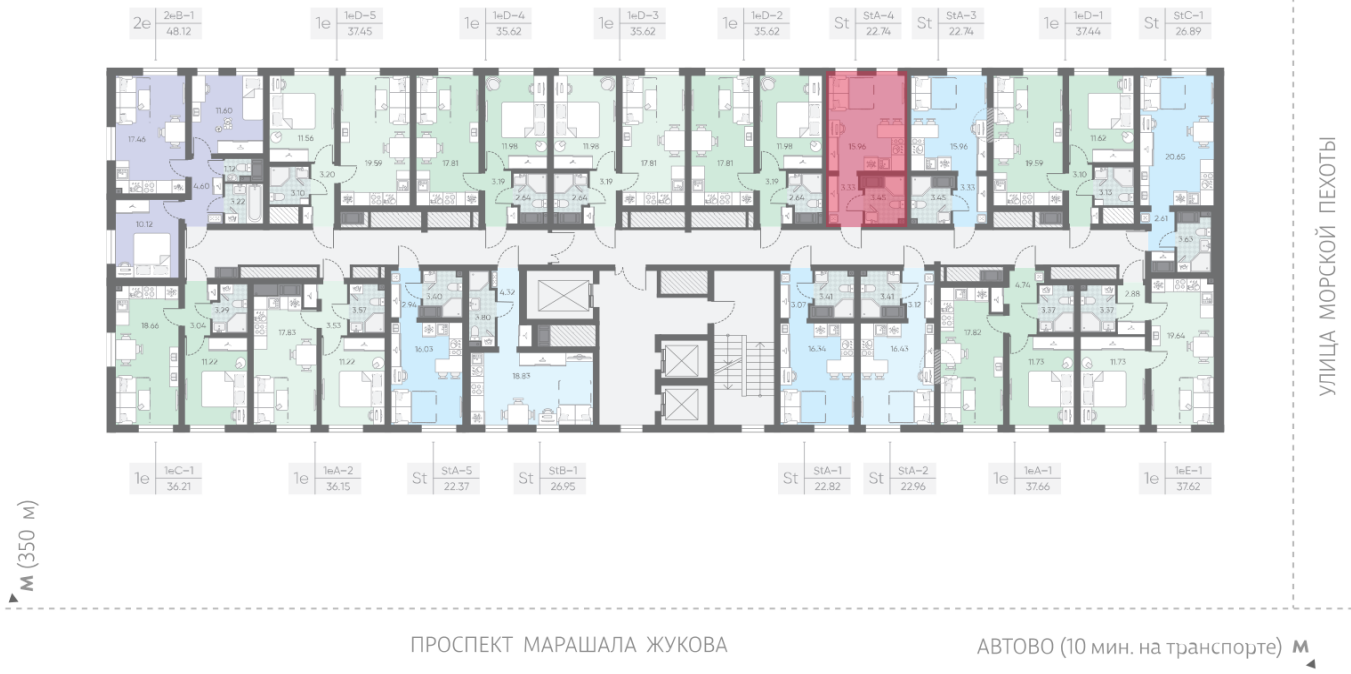 2е
2еВ-1
48.12
1е
1еD-5
37.45
1е
1еD-4
35.62
1е
1еD-3
35.62
1е
1еD-2
35.62
St
StA-4
22.74
St
StA-3
22.74
1е
1еD-1
37.44
St
StC-1
26.89
17.46
11.60
11.56
19.59
17.81
11.98
11.98
17.81
17.81
11.98
15.96
15.96
19.59
11.62
20.65
1.12
4.60
3.22
3.10
3.20
3.19
2.64
2.64
3.19
3.19
2.64
3.33
3.45
3.45
3.33
3.10
3.13
2.61
3.63
10.12
18.66
3.04
3.29
11.22
17.83
3.53
3.57
11.22
2.94
3.40
16.03
4.32
3.80
18.83
3.07
3.41
16.34
3.41
3.12
16.43
17.82
4.74
3.37
11.73
3.37
2.88
11.73
19.64
1е
1еС-1
36.21
1е
1еА-2
36.15
St
StA-5
22.37
St
StB-1
26.95
St
StA-1
22.82
St
StA-2
22.96
1е
1еА-1
37.66
1е
1еЕ-1
37.62
УЛИЦА МОРСКОЙ ПЕХОТЫ
М (350 м)
ПРОСПЕКТ МАРАШАЛА ЖУКОВА
АВТОВО (10 мин. на транспорте) М